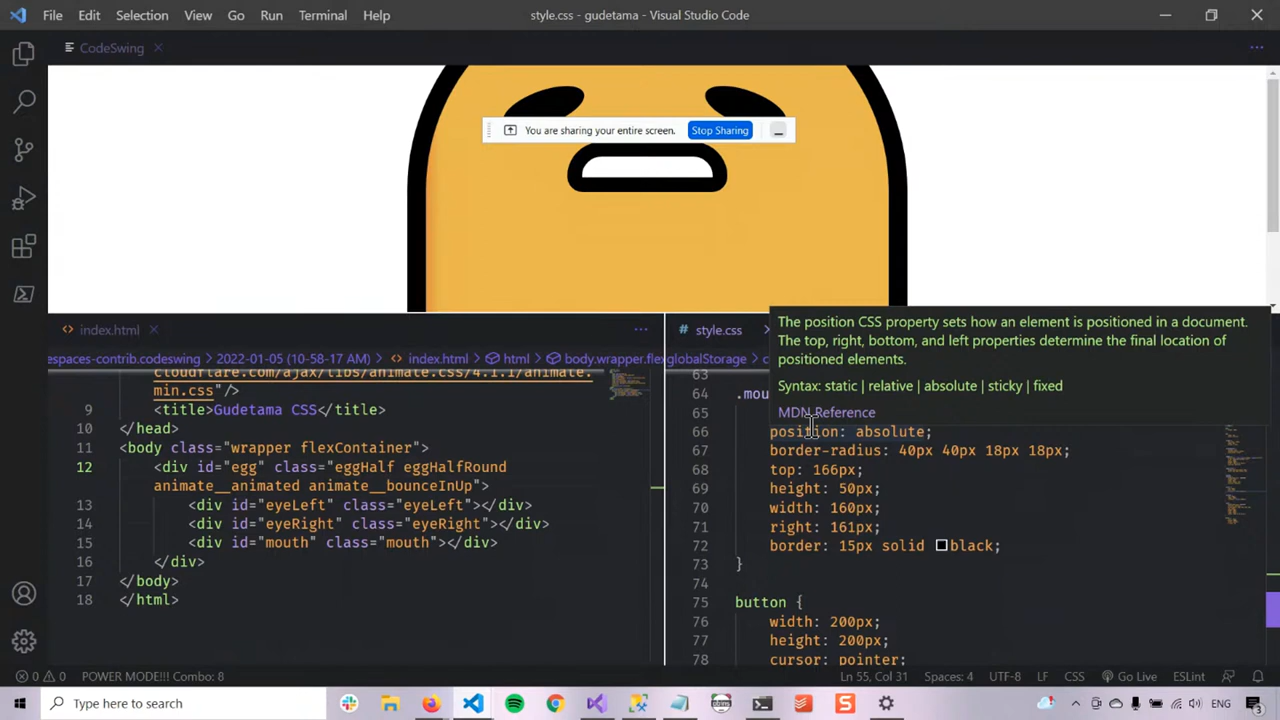 File Edit Selection View Go Run Terminal Help
style.css - gudetama - Visual Studio Code
CodeSwing
You are sharing your entire screen. Stop Sharing
index.html
espaces-contrib.codeswing > 2022-01-05 (10-58-17 AM) > index.html > html > body.wrapper.fle
cloudflare.com/ajax/libs/animate.css/4.1.1/animate.
min.css"/>
9 <title>Gudetama CSS</title>
10 </head>
11 <body class="wrapper flexContainer">
12 <div id="egg" class="eggHalf eggHalfRound
animate__animated animate__bounceInUp">
13 <div id="eyeLeft" class="eyeLeft"></div>
14 <div id="eyeRight" class="eyeRight"></div>
15 <div id="mouth" class="mouth"></div>
16 </div>
17 </body>
18 </html>
style.css
globalStorage > c
The position CSS property sets how an element is positioned in a document.
The top, right, bottom, and left properties determine the final location of
positioned elements.
Syntax: static | relative | absolute | sticky | fixed
MDN Reference
63
64 .mou
65
66 position: absolute;
67 border-radius: 40px 40px 18px 18px;
68 top: 166px;
69 height: 50px;
70 width: 160px;
71 right: 161px;
72 border: 15px solid black;
73 }
74
75 button {
76 width: 200px;
77 height: 200px;
78 cursor: pointer;
0 0 POWER MODE!!! Combo: 8
Ln 55, Col 31 Spaces: 4 UTF-8 LF CSS Go Live ESLint
Type here to search
ENG
3